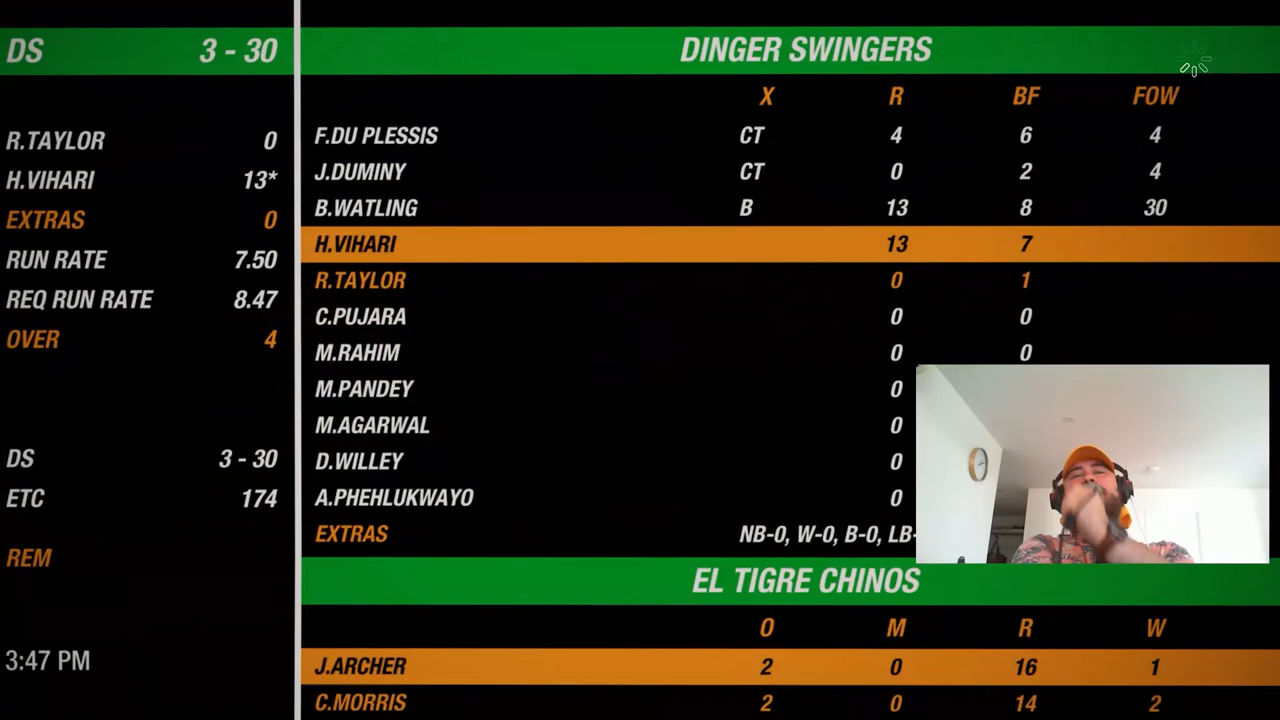 DS 3 - 30
R.TAYLOR 0
H.VIHARI 13*
EXTRAS 0
RUN RATE 7.50
REQ RUN RATE 8.47
OVER 4
DS 3 - 30
ETC 174
REM
3:47 PM
DINGER SWINGERS
X R BF FOW
F.DU PLESSIS CT 4 6 4
J.DUMINY CT 0 2 4
B.WATLING B 13 8 30
H.VIHARI 13 7
R.TAYLOR 0 1
C.PUJARA 0 0
M.RAHIM 0 0
M.PANDEY 0
M.AGARWAL 0
D.WILLEY 0
A.PHEHLUKWAYO 0
EXTRAS NB-0, W-0, B-0, LB-
EL TIGRE CHINOS
O M R W
J.ARCHER 2 0 16 1
C.MORRIS 2 0 14 2